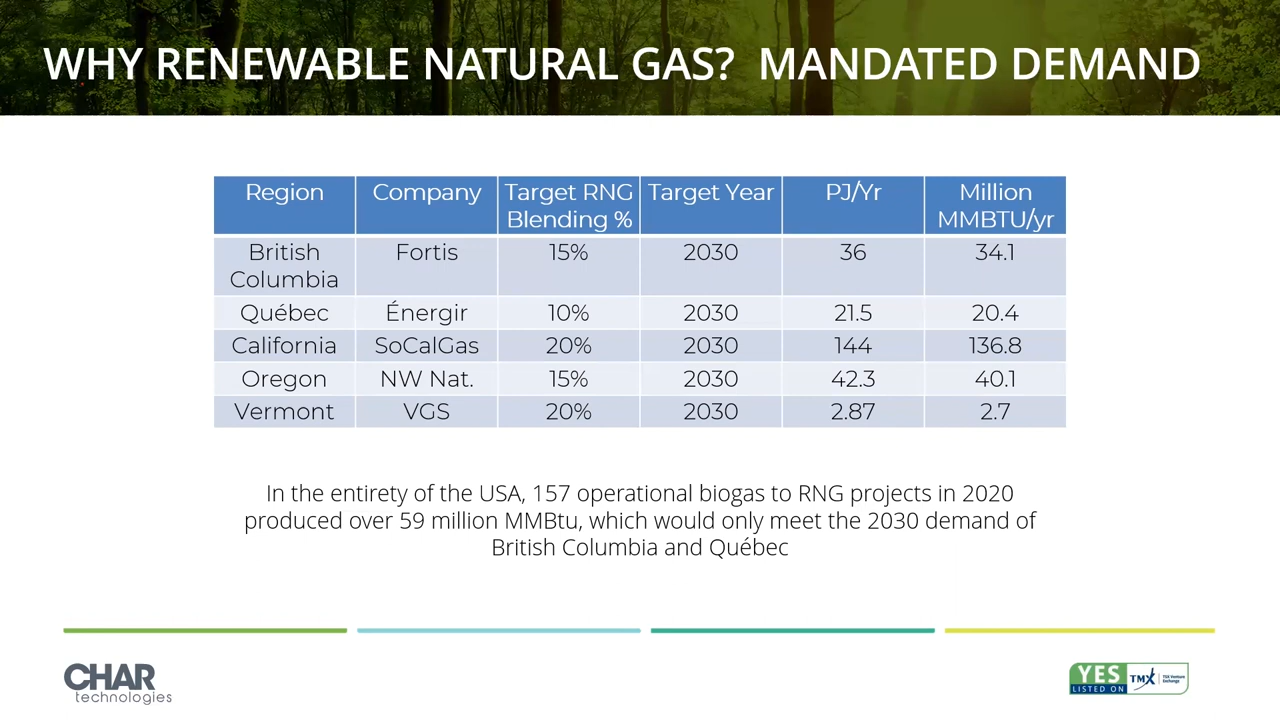 WHY RENEWABLE NATURAL GAS? MANDATED DEMAND
Region Company Target RNG Blending % Target Year PJ/Yr Million MMBTU/yr
British Columbia Fortis 15% 2030 36 34.1
Québec Énergir 10% 2030 21.5 20.4
California SoCalGas 20% 2030 144 136.8
Oregon NW Nat. 15% 2030 42.3 40.1
Vermont VGS 20% 2030 2.87 2.7
In the entirety of the USA, 157 operational biogas to RNG projects in 2020
produced over 59 million MMBtu, which would only meet the 2030 demand of
British Columbia and Québec
CHAR
technologies
YES
LISTED ON
TMX
TSX Venture
Exchange